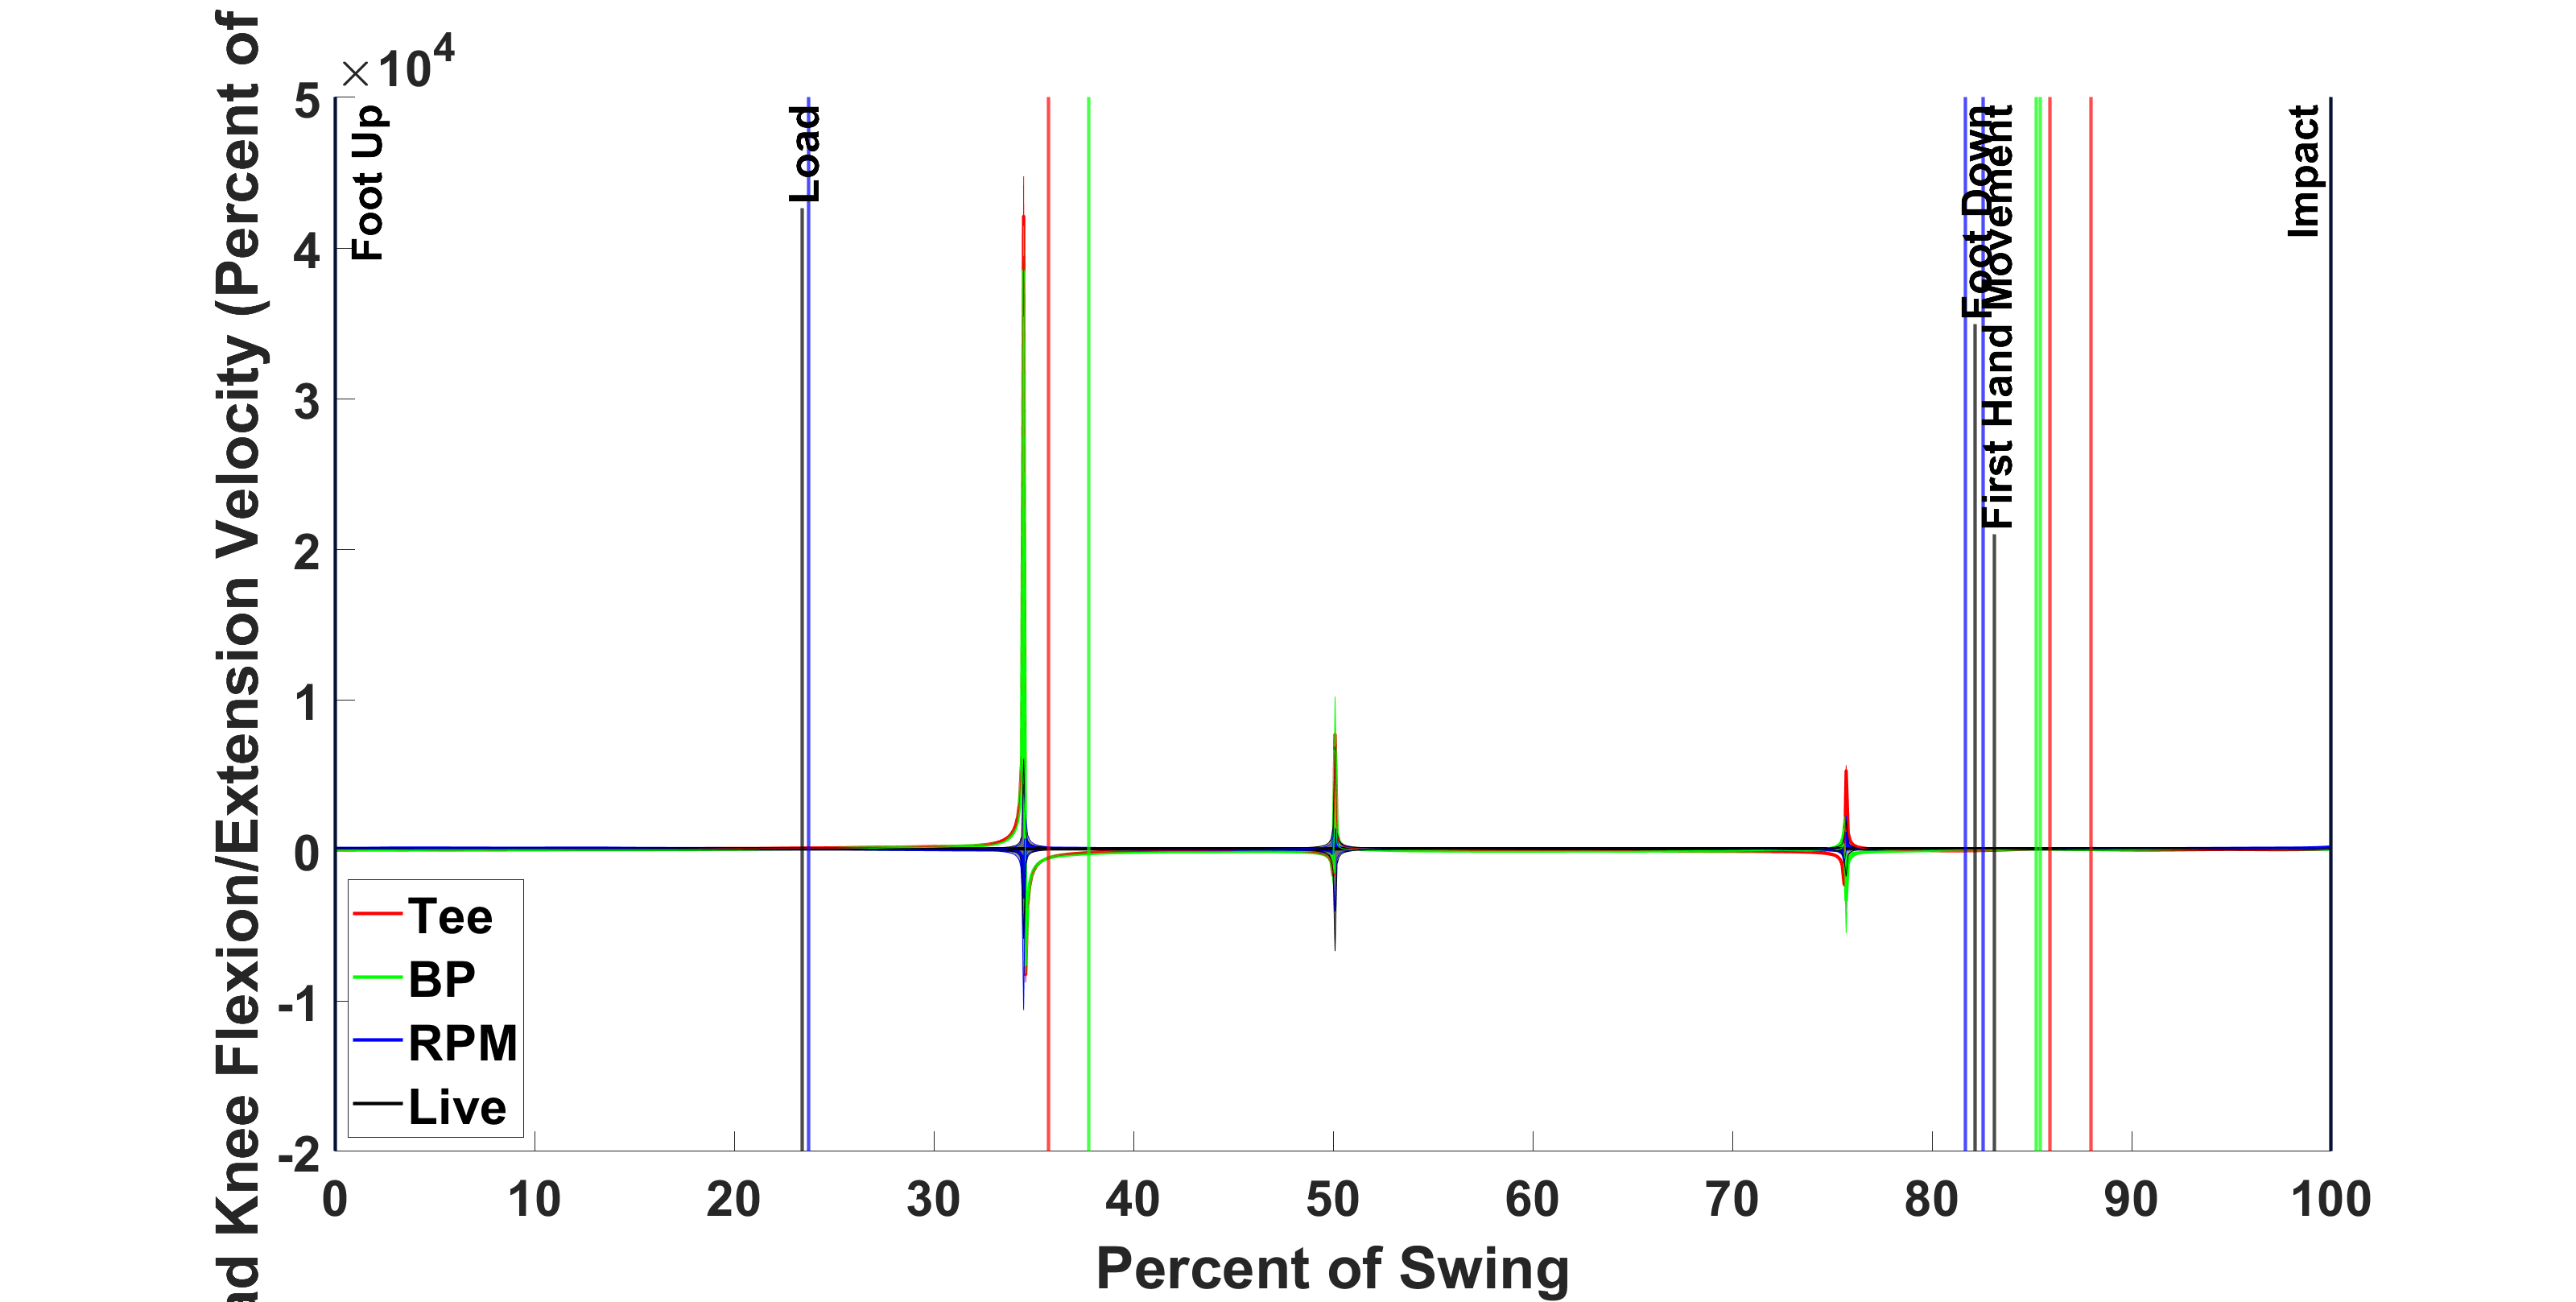 ×10^4
5
4
3
2
1
0
-1
-2
Knee Flexion/Extension Velocity (Percent of
Foot Up
Load
Foot Down
First Hand Movement
Impact
Tee
BP
RPM
Live
0 10 20 30 40 50 60 70 80 90 100
Percent of Swing